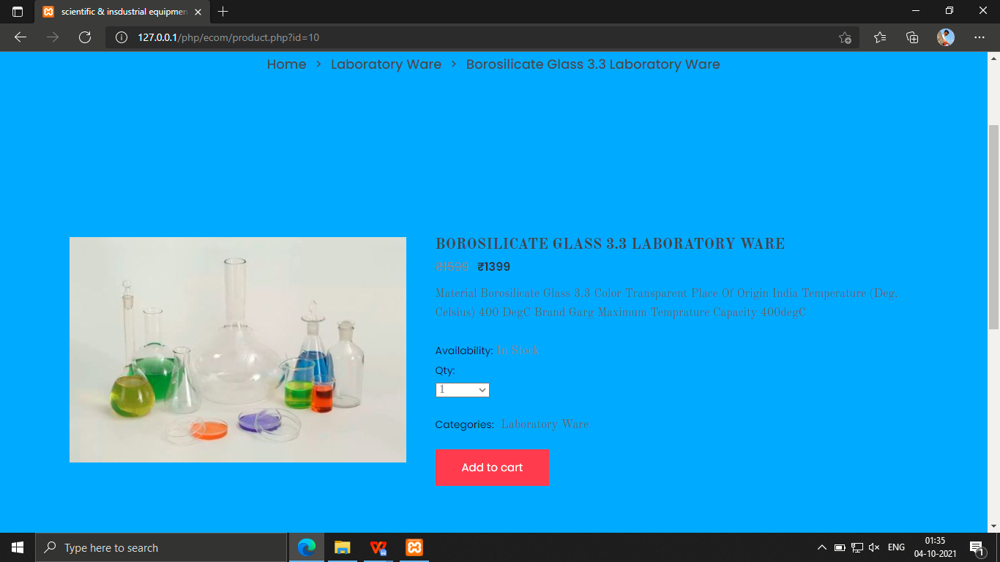 scientific & insdustrial equipmen
127.0.0.1/php/ecom/product.php?id=10
Home > Laboratory Ware > Borosilicate Glass 3.3 Laboratory Ware
BOROSILICATE GLASS 3.3 LABORATORY WARE
₹1599 ₹1399
Material Borosilicate Glass 3.3 Color Transparent Place Of Origin India Temperature (Deg.
Celsius) 400 DegC Brand Garg Maximum Temprature Capacity 400degC
Availability: In Stock
Qty:
1
Categories: Laboratory Ware
Add to cart
Type here to search
ENG
01:35
04-10-2021
1